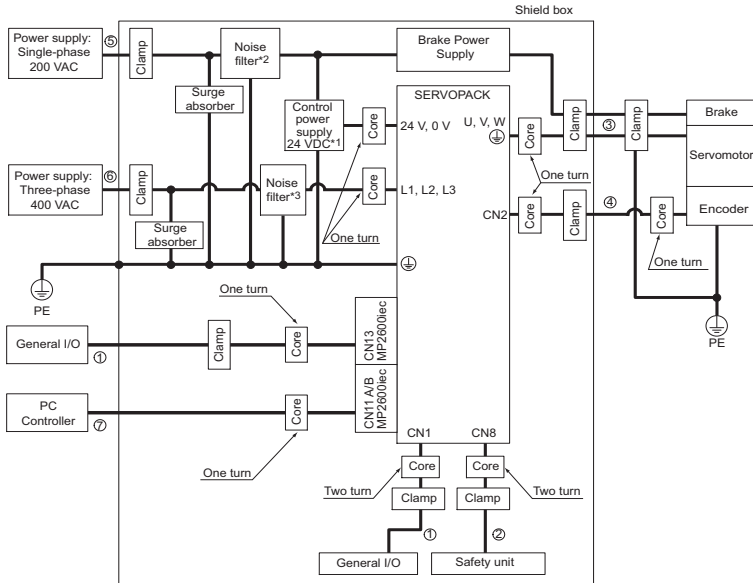 Shield box
Power supply:
Single-phase
200 VAC
⑤
Clamp
Surge
absorber
Noise
filter*2
Brake Power
Supply
Control
power
supply
24 VDC*1
Core
SERVOPACK
24 V, 0 V
U, V, W
Core
Clamp
③
Clamp
Brake
Servomotor
Encoder
One turn
Power supply:
Three-phase
400 VAC
⑥
Clamp
Surge
absorber
Noise
filter*3
Core
L1, L2, L3
One turn
CN2
Core
Clamp
④
Core
One turn
PE
PE
General I/O
①
Clamp
One turn
Core
CN13
MP2600iec
PC
Controller
⑦
Core
One turn
CN11 A/B
MP2600iec
CN1
CN8
Two turn
Core
Core
Two turn
Clamp
Clamp
①
②
General I/O
Safety unit